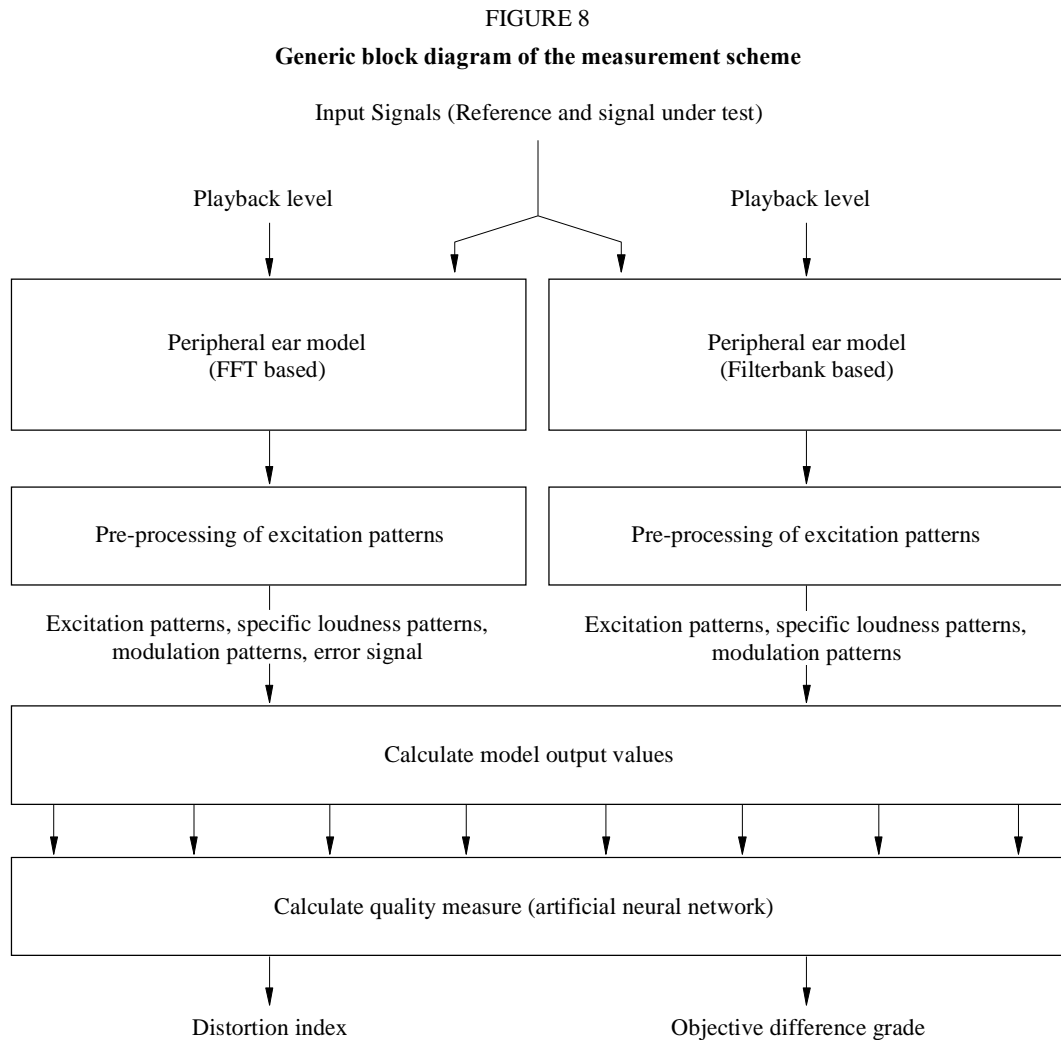 FIGURE 8
Generic block diagram of the measurement scheme
Input Signals (Reference and signal under test)
Playback level
Playback level
Peripheral ear model
(FFT based)
Peripheral ear model
(Filterbank based)
Pre-processing of excitation patterns
Pre-processing of excitation patterns
Excitation patterns, specific loudness patterns,
modulation patterns, error signal
Excitation patterns, specific loudness patterns,
modulation patterns
Calculate model output values
Calculate quality measure (artificial neural network)
Distortion index
Objective difference grade